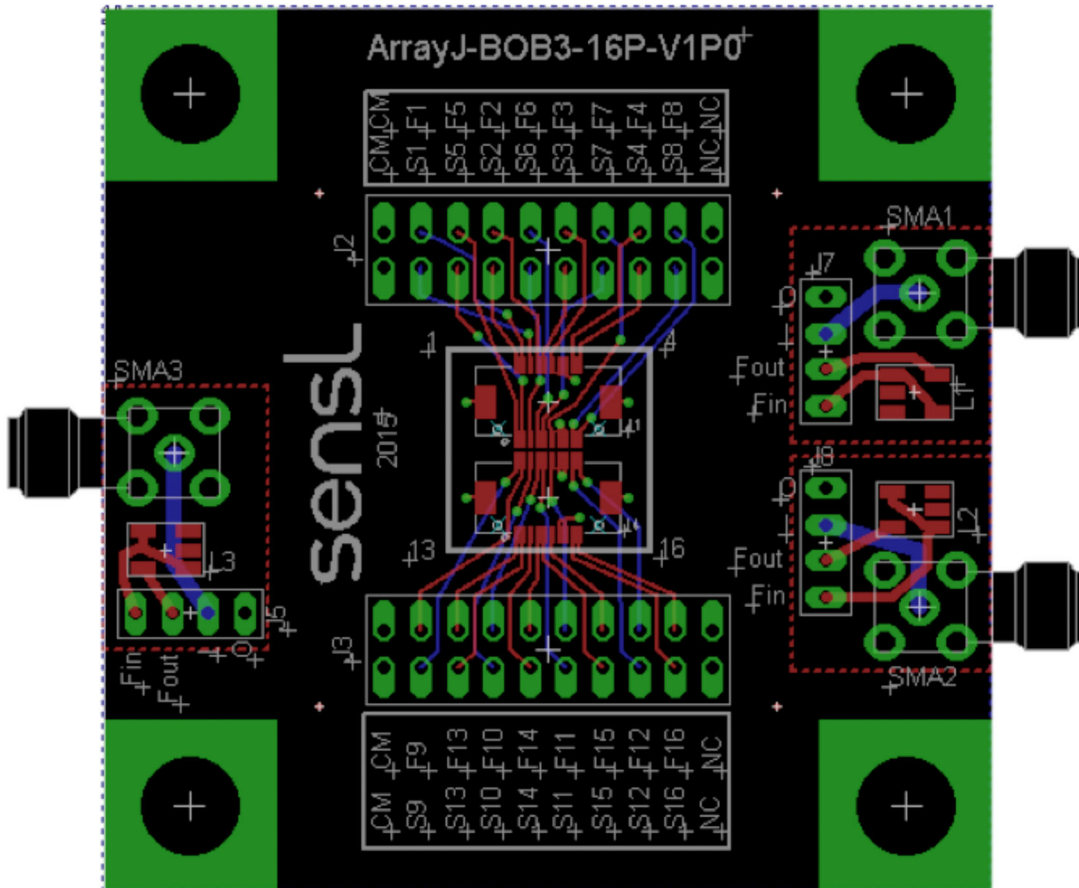 ArrayJ-BOB3-16P-V1P0
CM F1 F5 F2 F6 F3 F7 F4 F8 NC
CM S1 S5 S2 S6 S3 S7 S4 S8 NC
J2
SMA1
J7
O
I
Fout
Fin
L1
1
4
SMA3
sensL
2015
J1
J4
J8
O
I
Fout
Fin
L2
SMA2
13
16
L3
J5
Fin
Fout
I
O
J3
CM F9 F13 F10 F14 F11 F15 F12 F16 NC
CM S9 S13 S10 S14 S11 S15 S12 S16 NC